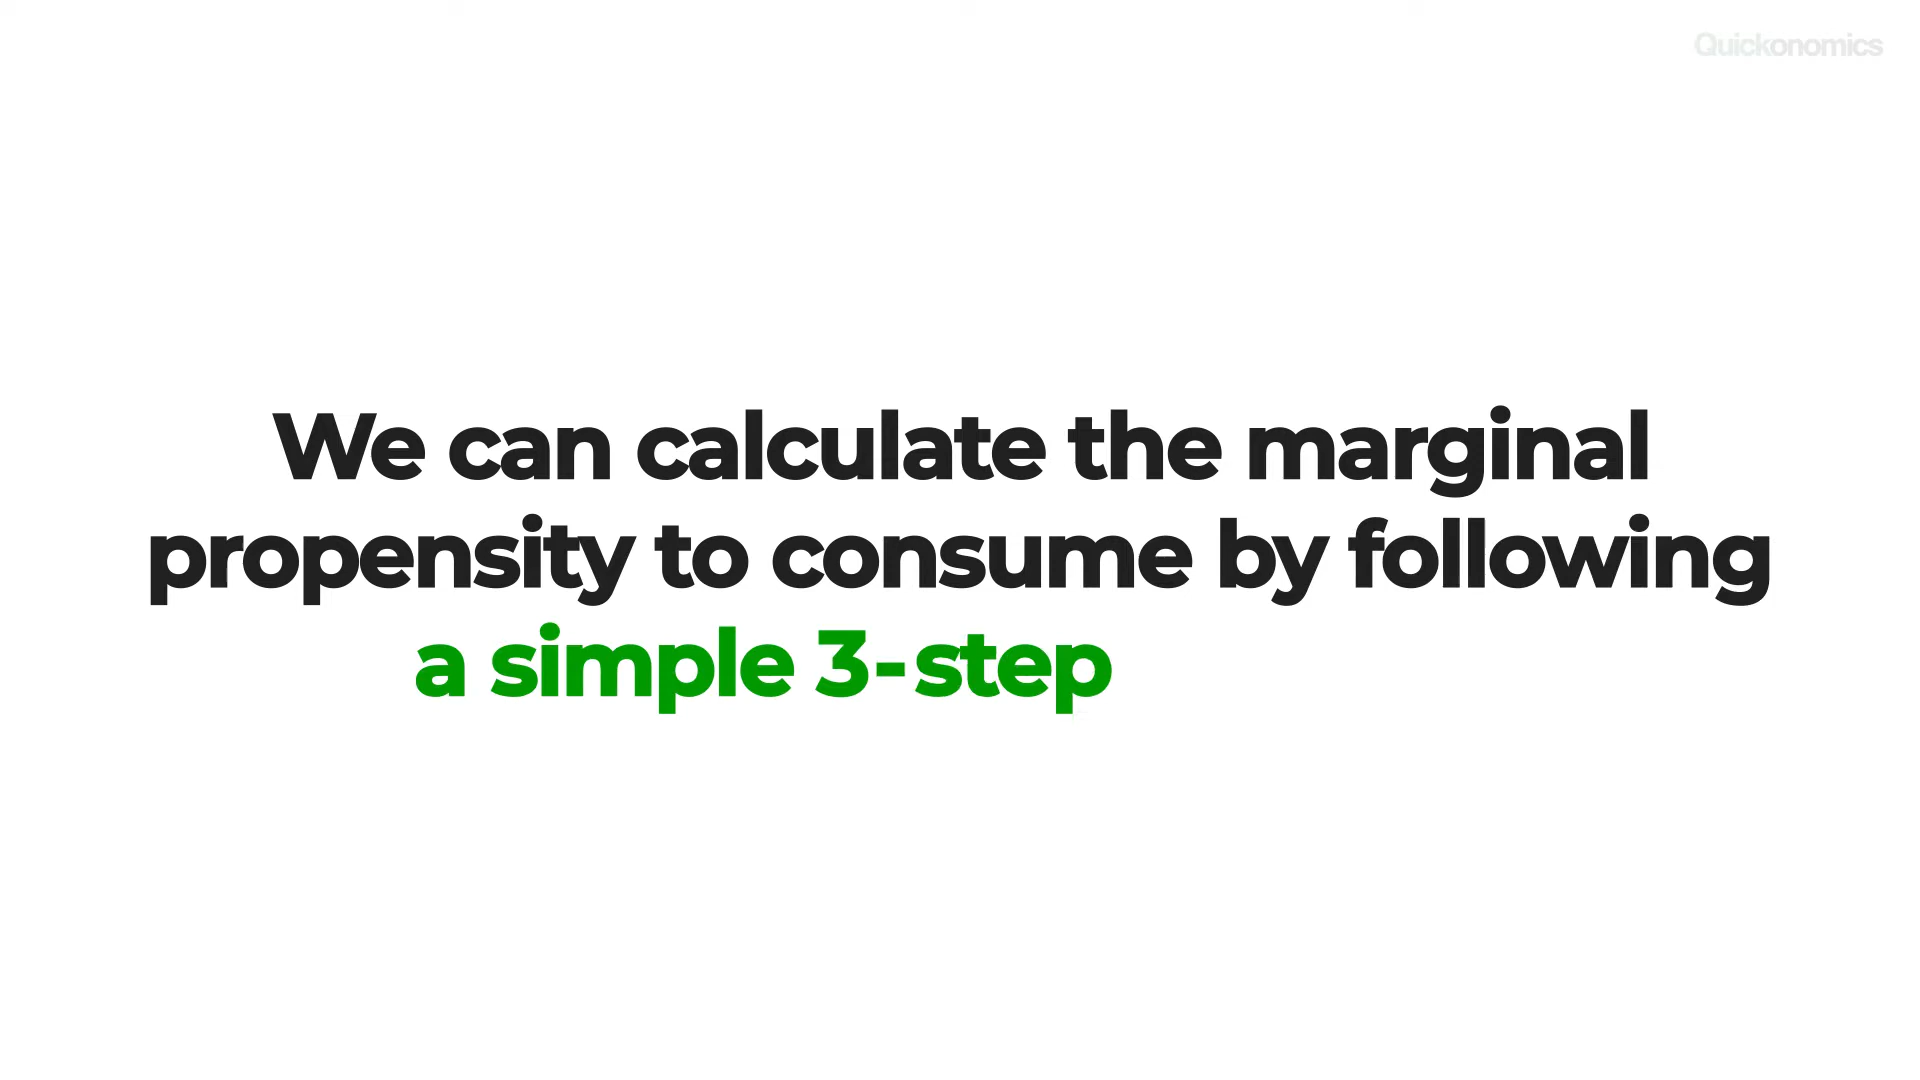 Quickonomics
We can calculate the marginal
propensity to consume by following
a simple 3-step